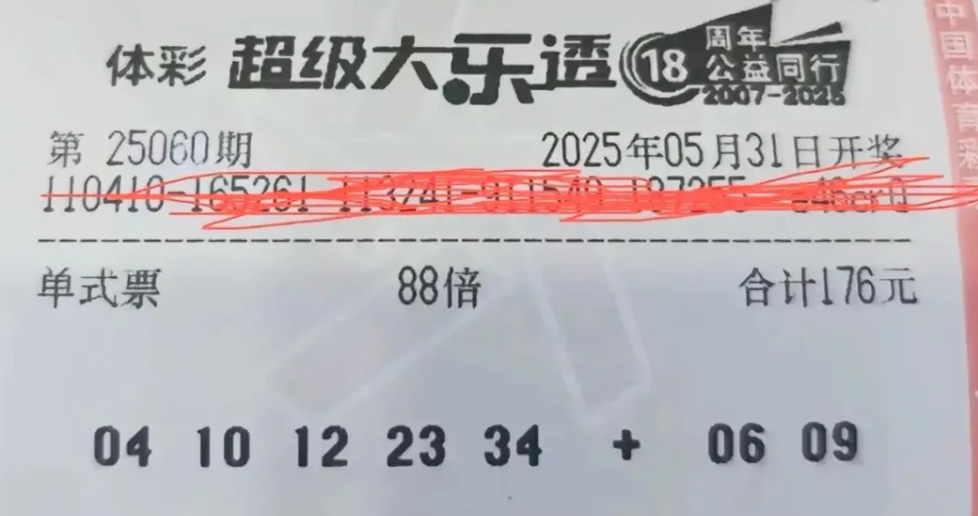 体彩 超级大乐透 18 周年
公益同行
2007-2025
第 25060期 2025年05月31日开奖
单式票 88倍 合计176元
04 10 12 23 34 + 06 09
中国体育彩